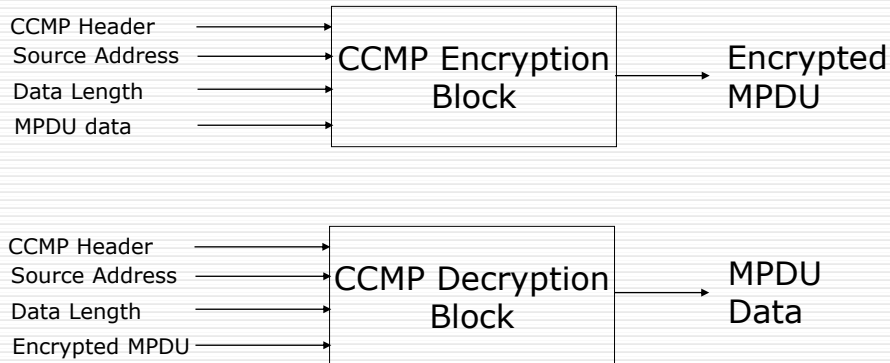 CCMP Header
Source Address
Data Length
MPDU data
CCMP Encryption
Block
Encrypted
MPDU
CCMP Header
Source Address
Data Length
Encrypted MPDU
CCMP Decryption
Block
MPDU
Data